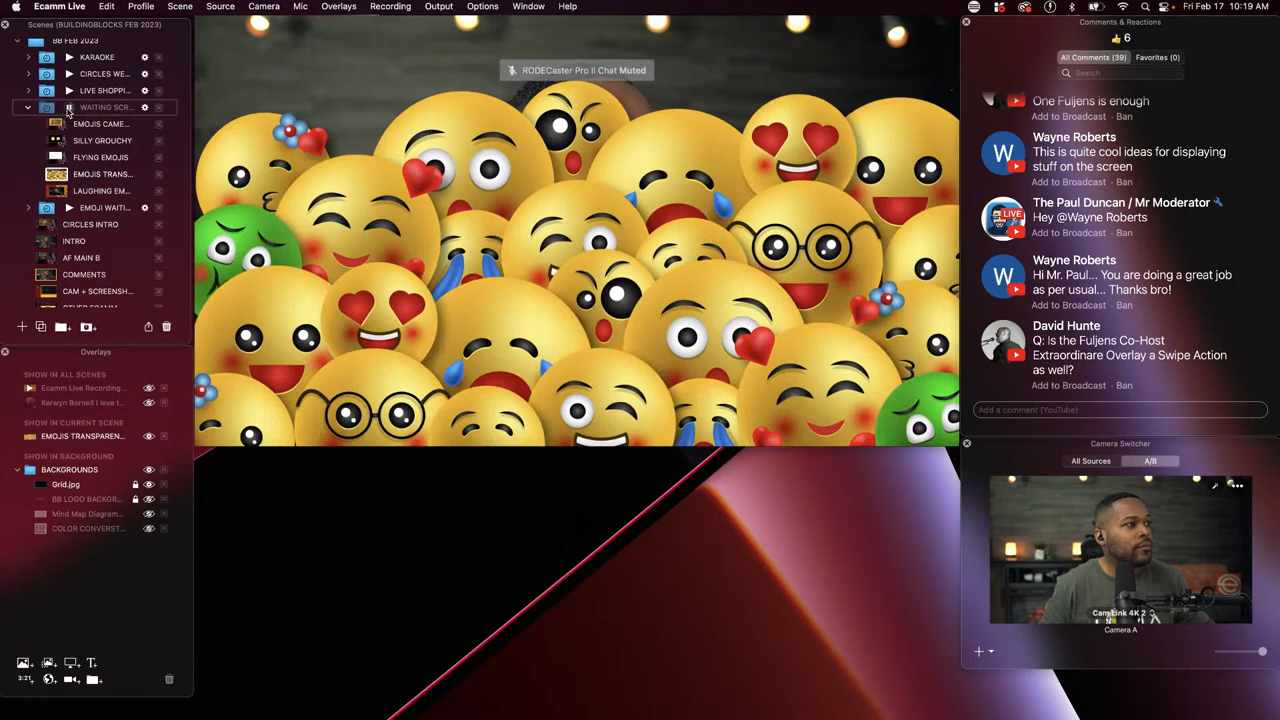 Ecamm Live Edit Profile Scene Source Camera Mic Overlays Recording Output Options Window Help Fri Feb 17 10:19 AM
Scenes (BUILDINGBLOCKS FEB 2023)
BB FEB 2023
KARAOKE
CIRCLES WE...
LIVE SHOPPI...
WAITING SCR...
EMOJIS CAME...
SILLY GROUCHY
FLYING EMOJIS
EMOJIS TRANS...
LAUGHING EM...
EMOJI WAITI...
CIRCLES INTRO
INTRO
AF MAIN B
COMMENTS
CAM + SCREENSH...
Overlays
SHOW IN ALL SCENES
Ecamm Live Recording...
Kerwyn Bornell I love t...
SHOW IN CURRENT SCENE
EMOJIS TRANSPAREN...
SHOW IN BACKGROUND
BACKGROUNDS
Grid.jpg
BB LOGO BACKGR...
Mind Map Diagram...
COLOR CONVERST...
3:21+
T+
RODECaster Pro II Chat Muted
Comments & Reactions
👍 6
All Comments (39) Favorites (0)
Search
One Fuljens is enough
Add to Broadcast · Ban
W
Wayne Roberts
This is quite cool ideas for displaying
stuff on the screen
Add to Broadcast · Ban
LIVE
The Paul Duncan / Mr Moderator
Hey @Wayne Roberts
Add to Broadcast · Ban
W
Wayne Roberts
Hi Mr. Paul... You are doing a great job
as per usual... Thanks bro!
Add to Broadcast · Ban
David Hunte
Q: Is the Fuljens Co-Host
Extraordinare Overlay a Swipe Action
as well?
Add to Broadcast · Ban
Add a comment (YouTube)
Camera Switcher
All Sources A/B
Cam Link 4K 2
Camera A